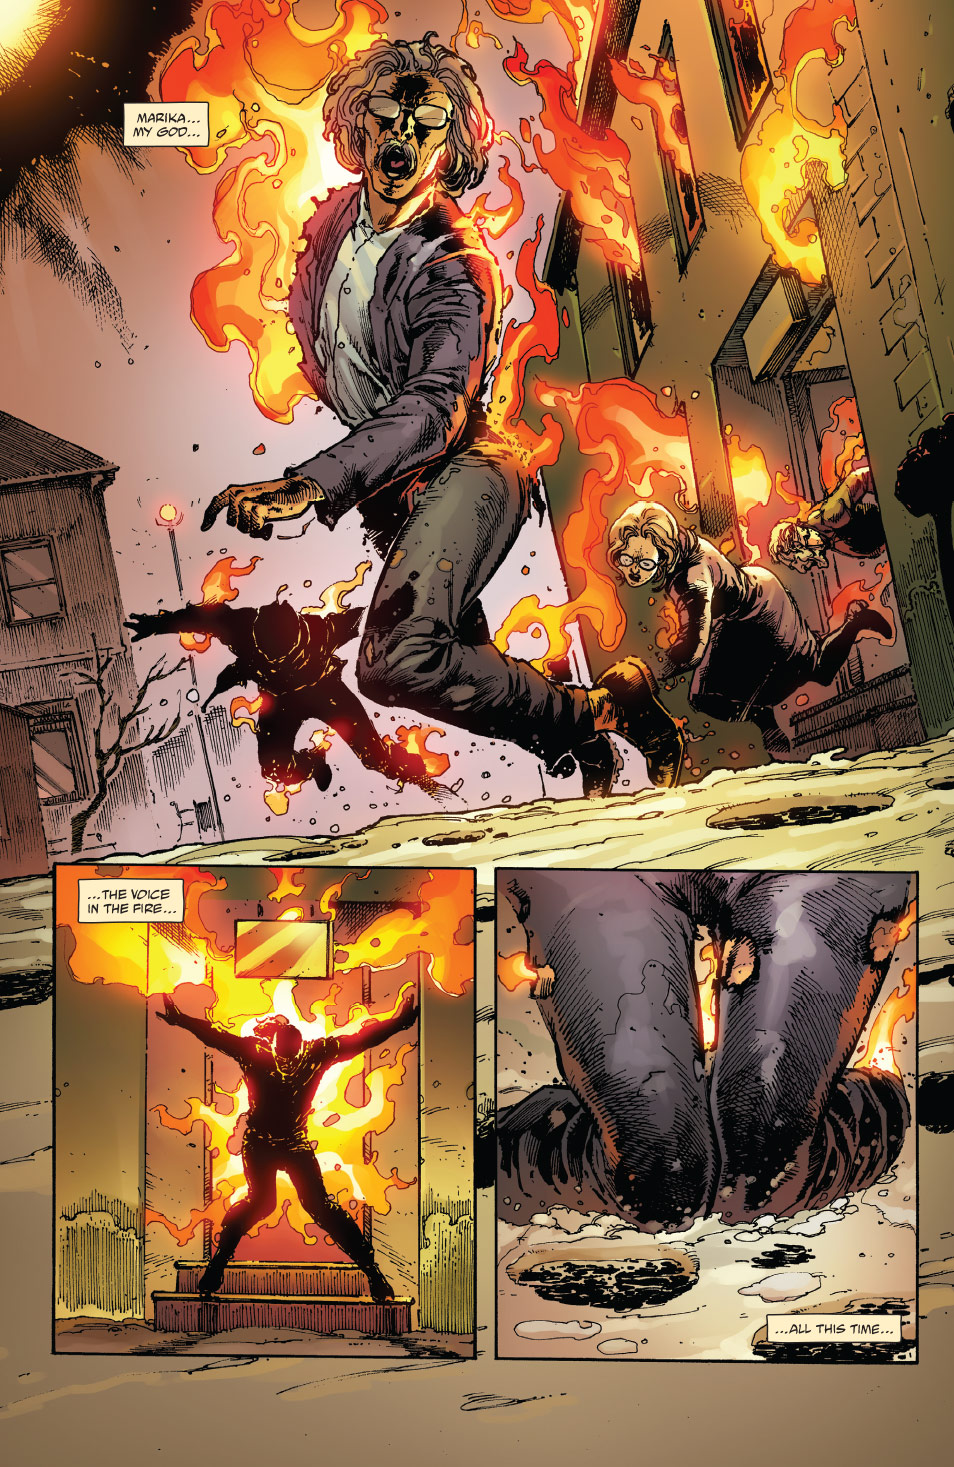 MARIKA...
MY GOD...
...THE VOICE
IN THE FIRE...
...ALL THIS TIME...